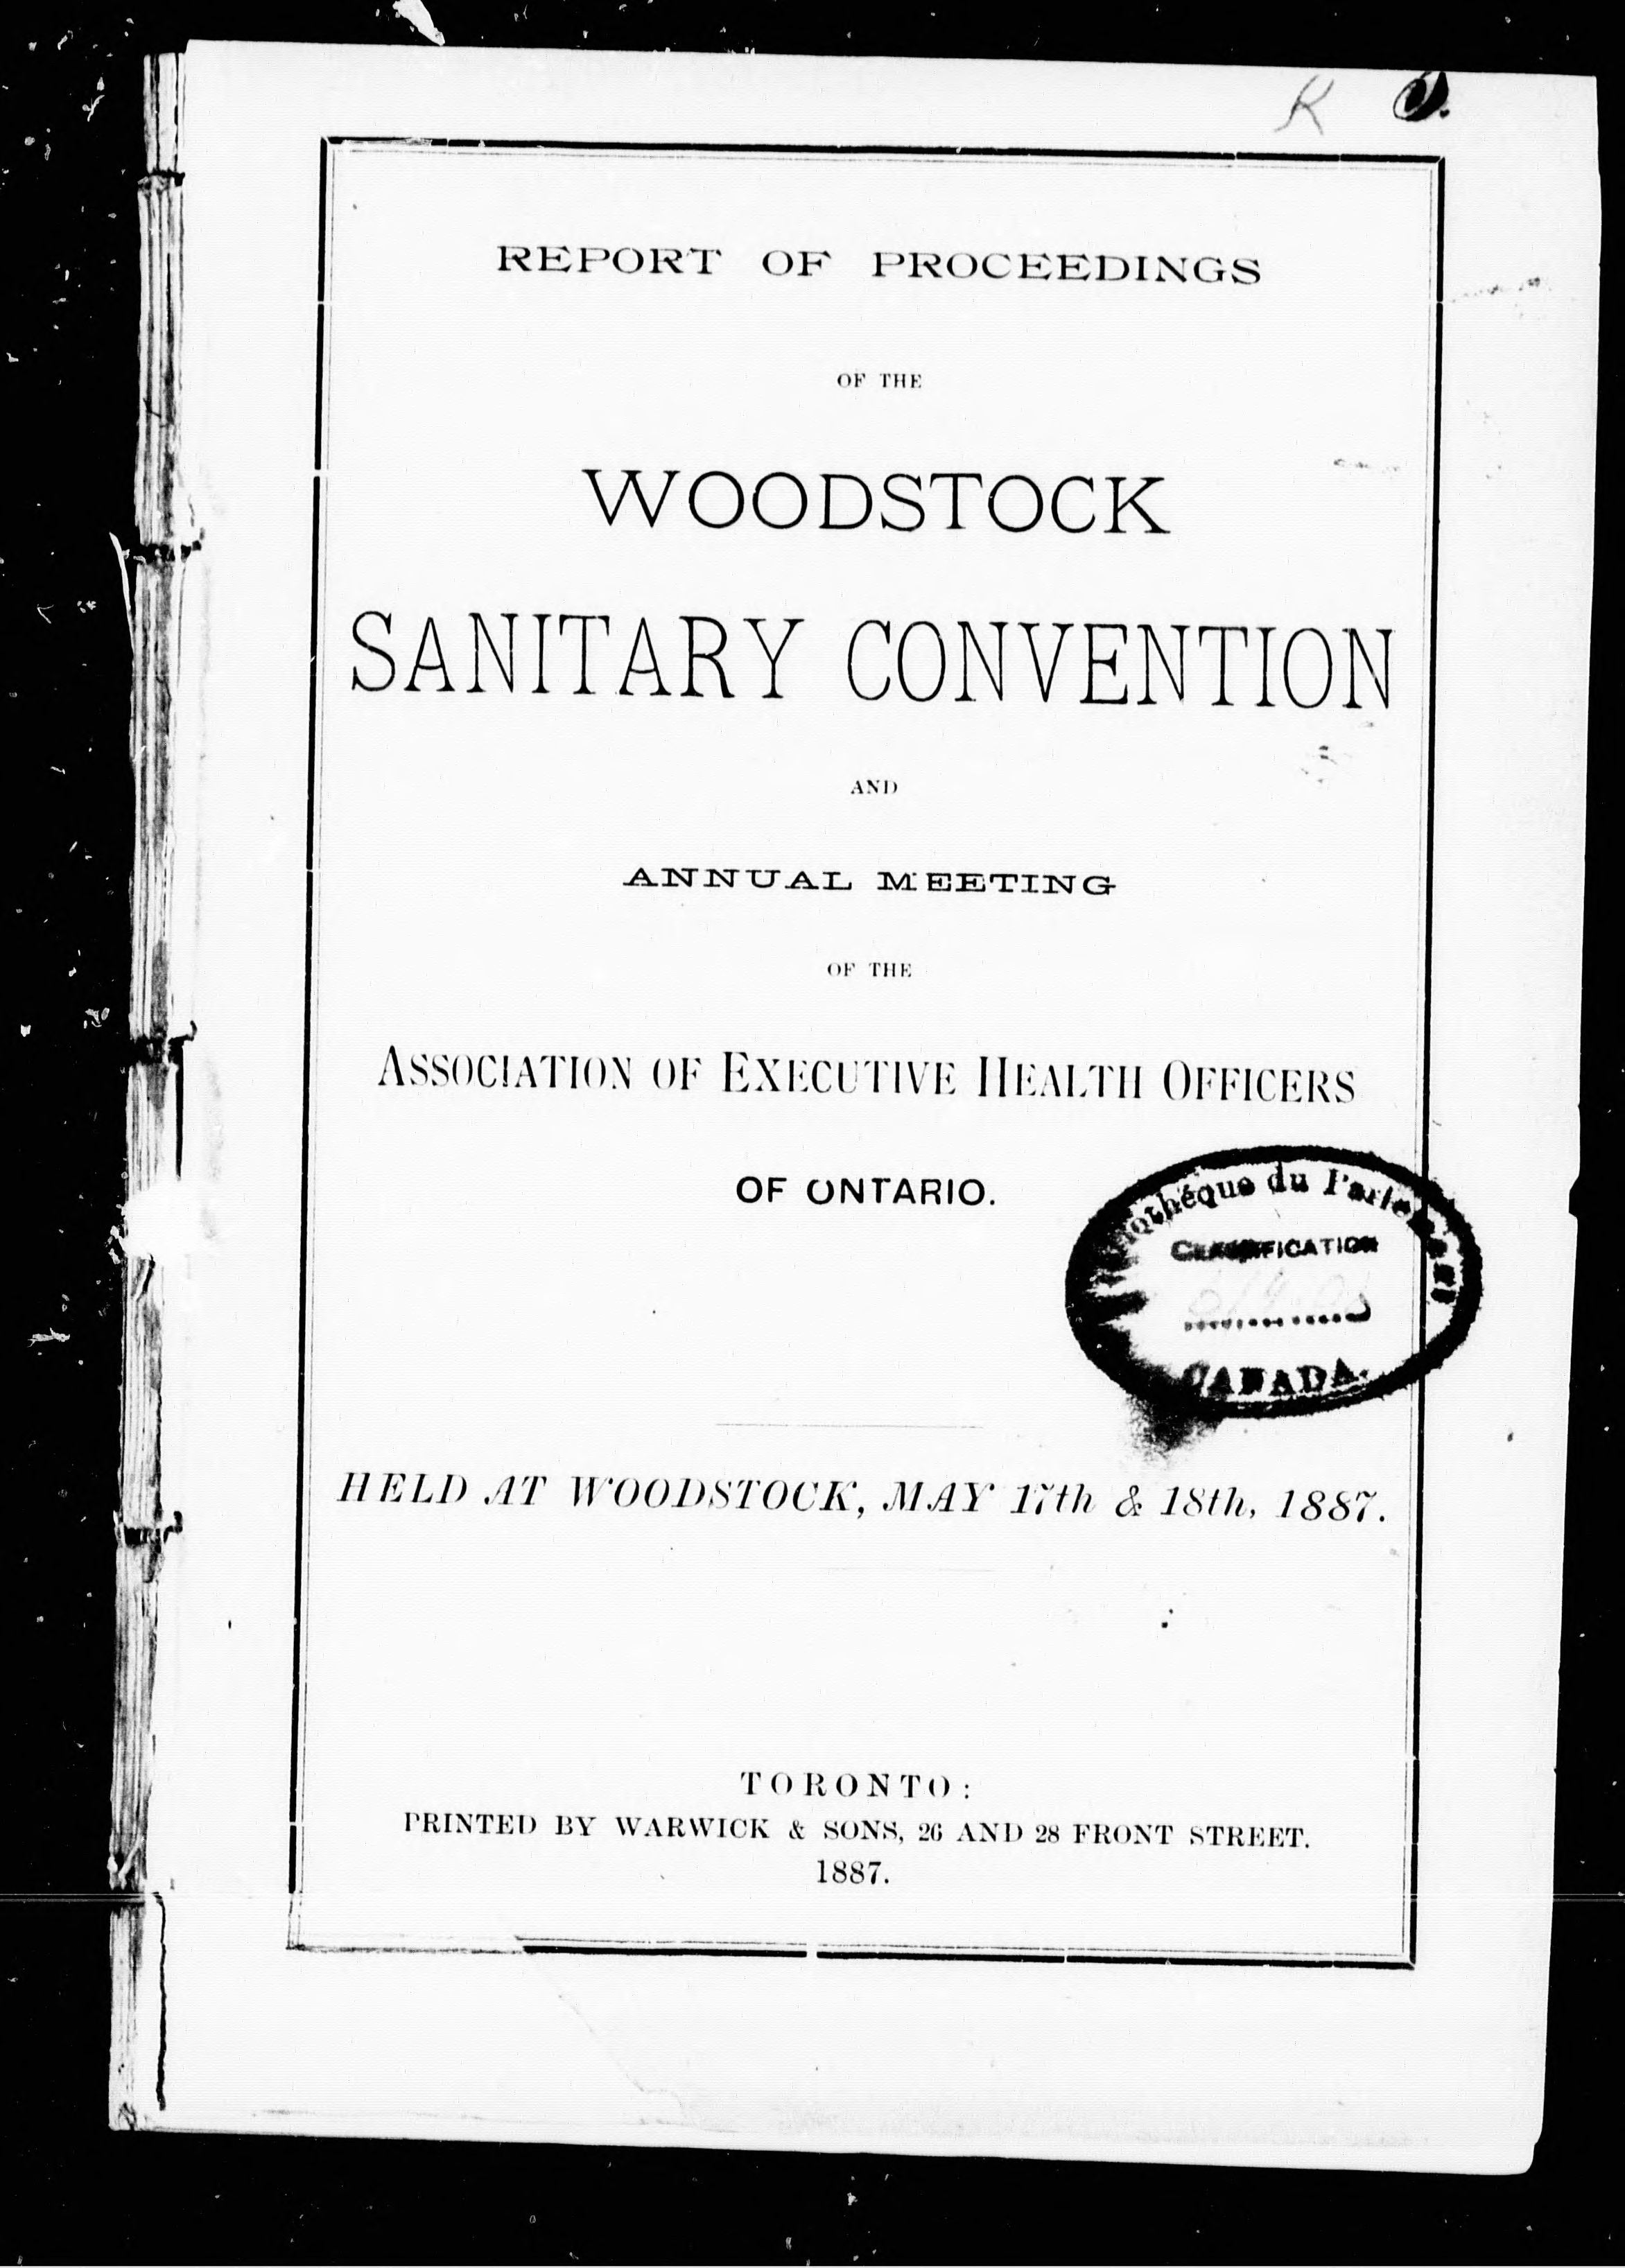 K
REPORT OF PROCEEDINGS
OF THE
WOODSTOCK
SANITARY CONVENTION
AND
ANNUAL MEETING
OF THE
ASSOCIATION OF EXECUTIVE HEALTH OFFICERS
OF ONTARIO.
du Parlement
CLASSIFICATION
CANADA.
HELD AT WOODSTOCK, MAY 17th & 18th, 1887.
TORONTO:
PRINTED BY WARWICK & SONS, 26 AND 28 FRONT STREET.
1887.